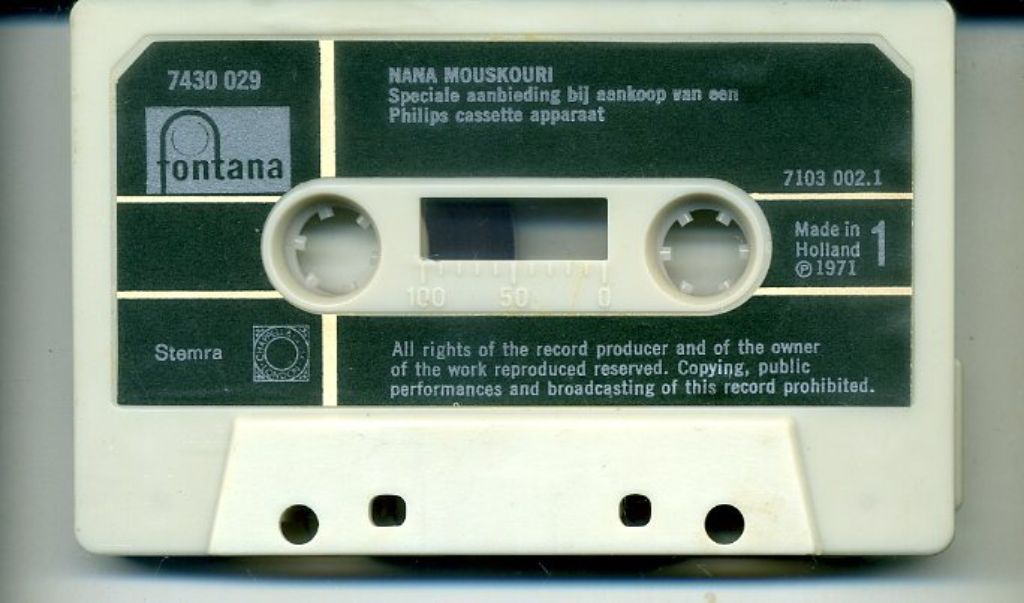 7430 029
fontana
NANA MOUSKOURI
Speciale aanbieding bij aankoop van een
Philips cassette apparaat
7103 002.1
Made in
Holland
℗ 1971
1
100 50 0
Stemra
CHAPPELL
All rights of the record producer and of the owner
of the work reproduced reserved. Copying, public
performances and broadcasting of this record prohibited.